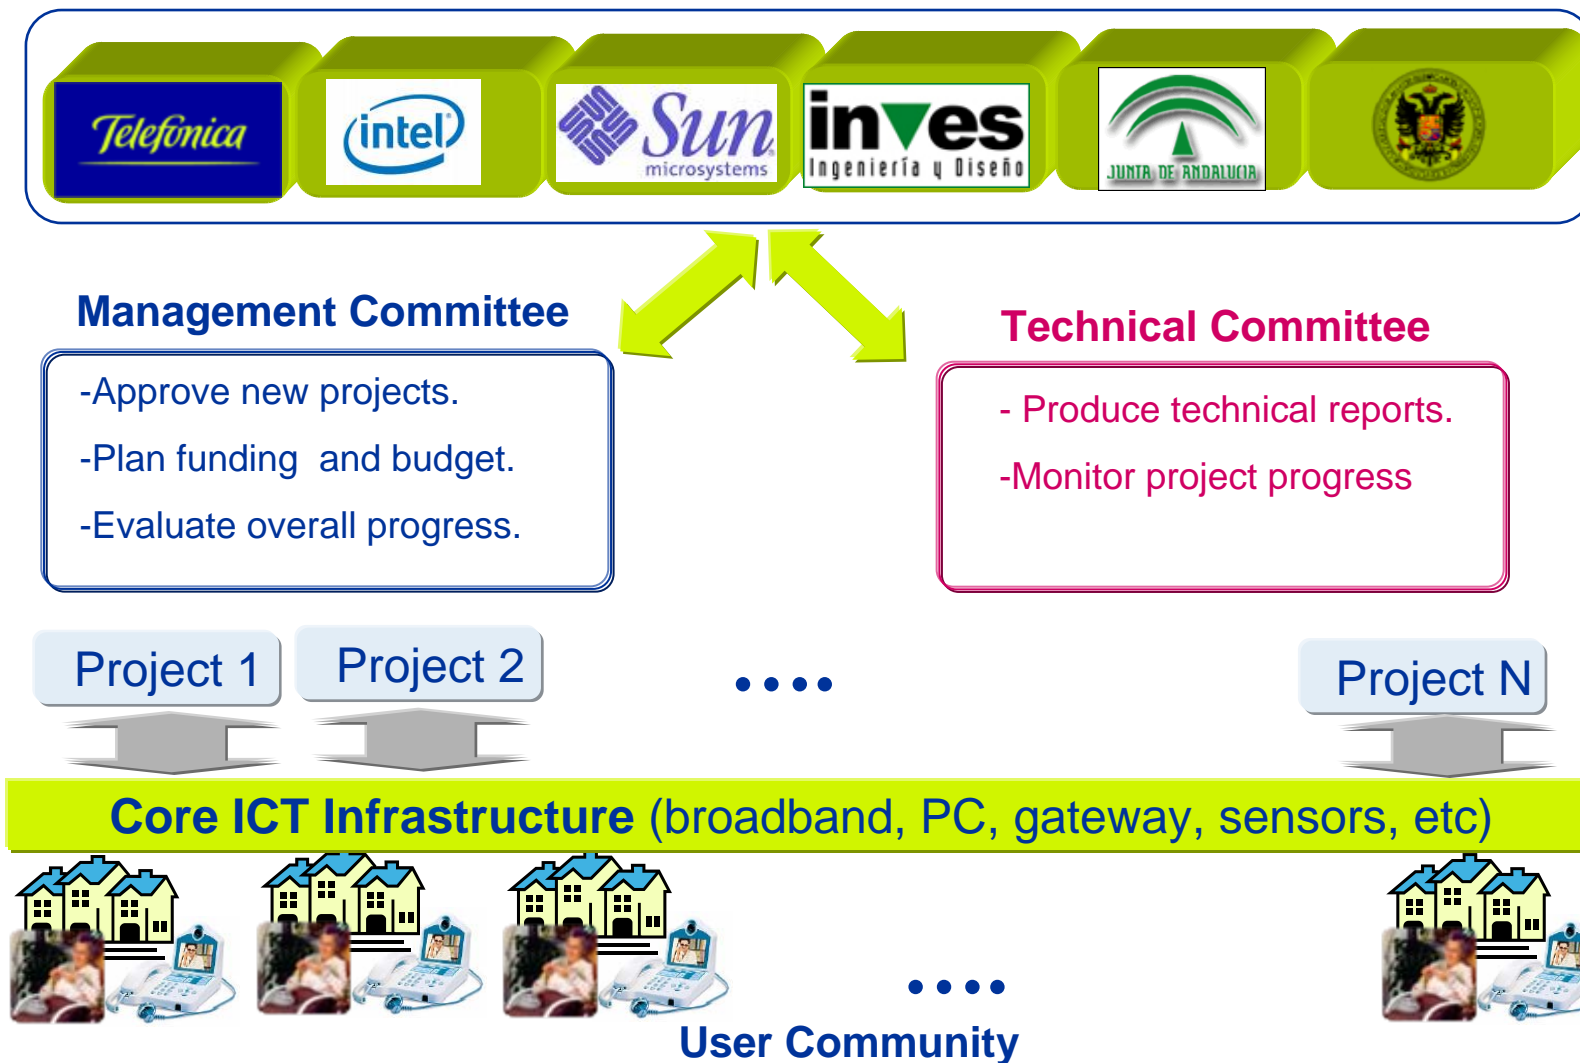 Telefónica
intel
Sun
microsystems
inves
Ingeniería y Diseño
JUNTA DE ANDALUCIA
Management Committee
-Approve new projects.
-Plan funding  and budget.
-Evaluate overall progress.
Technical Committee
- Produce technical reports.
-Monitor project progress
Project 1
Project 2
....
Project N
Core ICT Infrastructure (broadband, PC, gateway, sensors, etc)
....
User Community